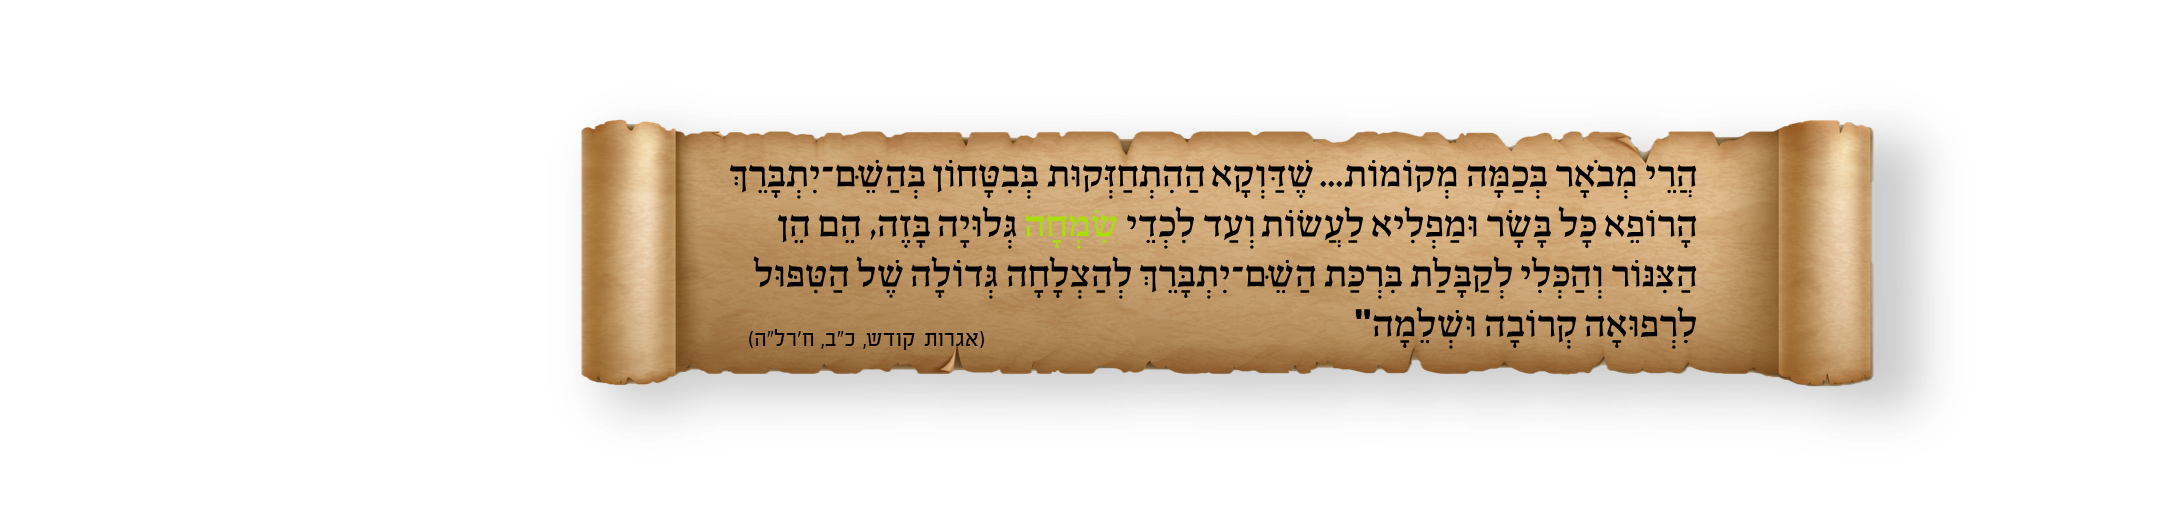 הֲרֵי מְבֹאָר בְּכַמָּה מְקוֹמוֹת... שֶׁדַּוְקָא הַהִתְחַזְּקוּת בְּבִטָּחוֹן בְּהַשֵּׁם־יִתְבָּרֵךְ
הָרוֹפֵא כָּל בָּשָׂר וּמַפְלִיא לַעֲשׂוֹת וְעַד לִכְדֵי שִׂמְחָה גְּלוּיָה בָּזֶה, הֵם הֵן
הַצִּנּוֹר וְהַכְּלִי לְקַבָּלַת בִּרְכַּת הַשֵּׁם־יִתְבָּרֵךְ לְהַצְלָחָה גְּדוֹלָה שֶׁל הַטִּפּוּל
לִרְפוּאָה קְרוֹבָה וּשְׁלֵמָה"
(אגרות קודש, כ"ב, ח'רל"ה)